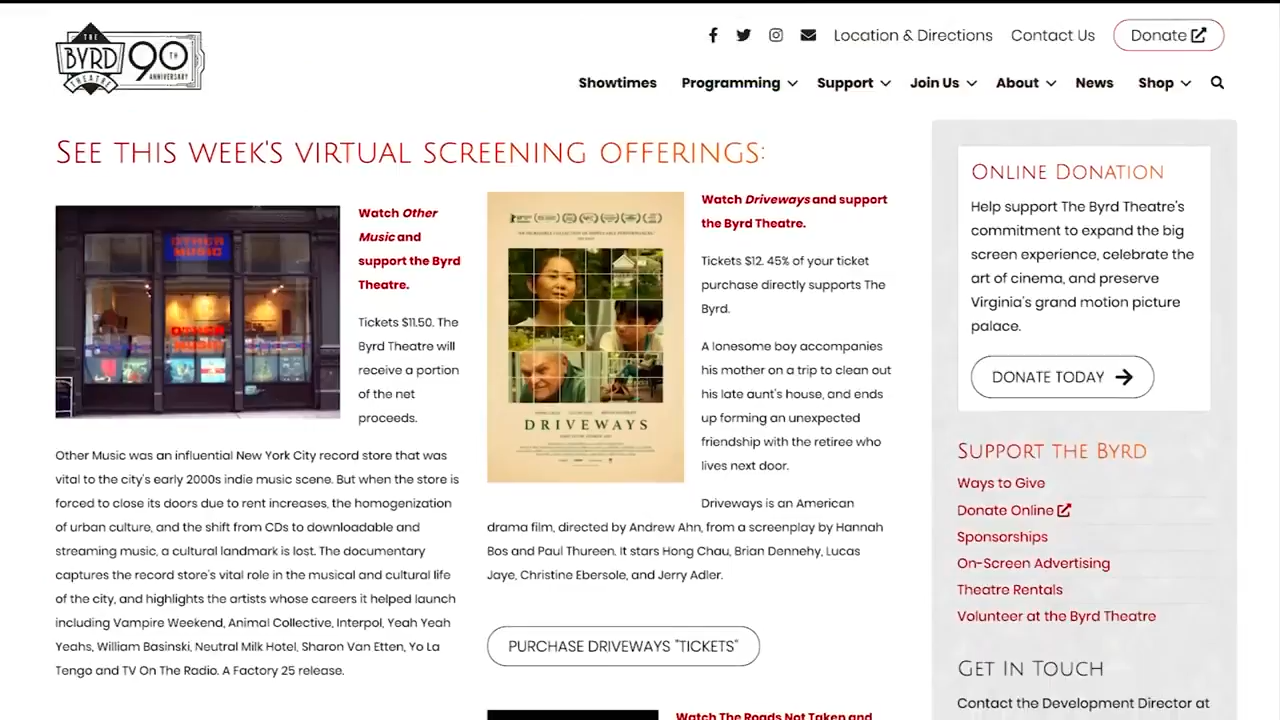 THE
BYRD
THEATRE
90TH
ANNIVERSARY
Location & Directions
Contact Us
Donate
Showtimes
Programming
Support
Join Us
About
News
Shop
SEE THIS WEEK'S VIRTUAL SCREENING OFFERINGS:
OTHER
MUSIC
OTHER
MUSIC
Watch Other
Music and
support the Byrd
Theatre.
Tickets $11.50. The
Byrd Theatre will
receive a portion
of the net
proceeds.
Other Music was an influential New York City record store that was
vital to the city's early 2000s indie music scene. But when the store is
forced to close its doors due to rent increases, the homogenization
of urban culture, and the shift from CDs to downloadable and
streaming music, a cultural landmark is lost. The documentary
captures the record store's vital role in the musical and cultural life
of the city, and highlights the artists whose careers it helped launch
including Vampire Weekend, Animal Collective, Interpol, Yeah Yeah
Yeahs, William Basinski, Neutral Milk Hotel, Sharon Van Etten, Yo La
Tengo and TV On The Radio. A Factory 25 release.
DRIVEWAYS
Watch Driveways and support
the Byrd Theatre.
Tickets $12. 45% of your ticket
purchase directly supports The
Byrd.
A lonesome boy accompanies
his mother on a trip to clean out
his late aunt's house, and ends
up forming an unexpected
friendship with the retiree who
lives next door.
Driveways is an American
drama film, directed by Andrew Ahn, from a screenplay by Hannah
Bos and Paul Thureen. It stars Hong Chau, Brian Dennehy, Lucas
Jaye, Christine Ebersole, and Jerry Adler.
PURCHASE DRIVEWAYS "TICKETS"
Watch The Roads Not Taken and
ONLINE DONATION
Help support The Byrd Theatre's
commitment to expand the big
screen experience, celebrate the
art of cinema, and preserve
Virginia's grand motion picture
palace.
DONATE TODAY
SUPPORT THE BYRD
Ways to Give
Donate Online
Sponsorships
On-Screen Advertising
Theatre Rentals
Volunteer at the Byrd Theatre
GET IN TOUCH
Contact the Development Director at